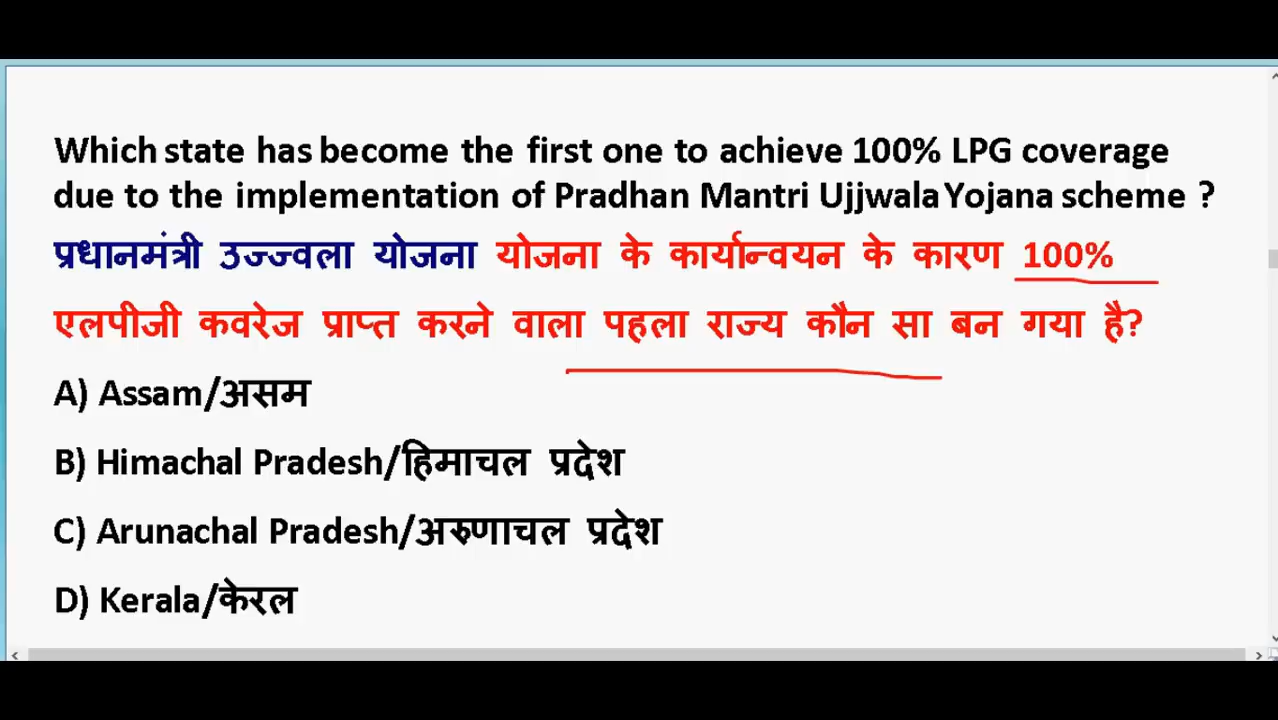 Which state has become the first one to achieve 100% LPG coverage
due to the implementation of Pradhan Mantri Ujjwala Yojana scheme ?
प्रधानमंत्री उज्ज्वला योजना योजना के कार्यान्वयन के कारण 100%
एलपीजी कवरेज प्राप्त करने वाला पहला राज्य कौन सा बन गया है?
A) Assam/असम
B) Himachal Pradesh/हिमाचल प्रदेश
C) Arunachal Pradesh/अरुणाचल प्रदेश
D) Kerala/केरल